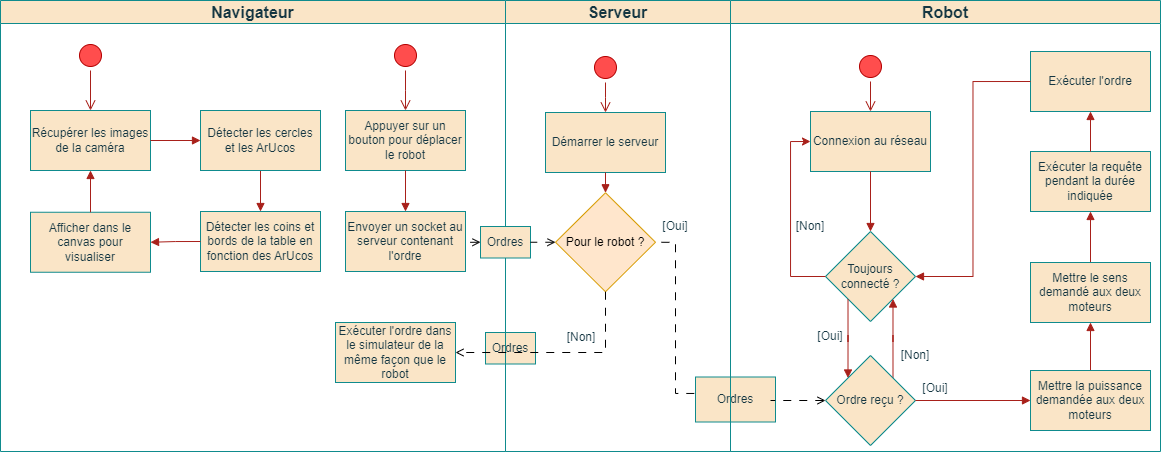 Navigateur
Serveur
Robot
Récupérer les images
de la caméra
Détecter les cercles
et les ArUcos
Détecter les coins et
bords de la table en
fonction des ArUcos
Afficher dans le
canvas pour
visualiser
Appuyer sur un
bouton pour déplacer
le robot
Envoyer un socket au
serveur contenant
l'ordre
Ordres
Démarrer le serveur
Pour le robot ?
[Oui]
[Non]
Ordres
Exécuter l'ordre dans
le simulateur de la
même façon que le
robot
Ordres
Connexion au réseau
[Non]
Toujours
connecté ?
[Oui]
[Non]
Ordre reçu ?
[Oui]
Mettre la puissance
demandée aux deux
moteurs
Mettre le sens
demandé aux deux
moteurs
Exécuter la requête
pendant la durée
indiquée
Exécuter l'ordre